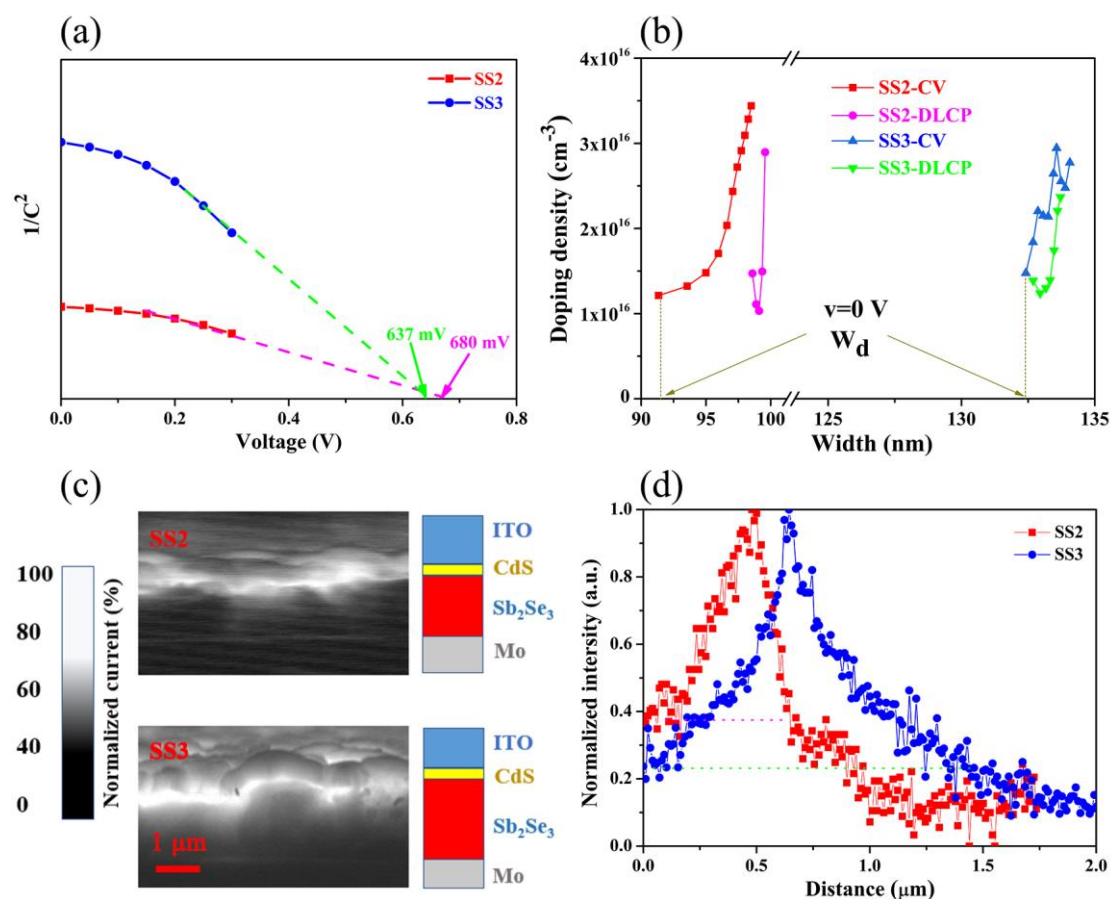 (a)
1/C²
SS2
SS3
637 mV
680 mV
0.0 0.2 0.4 0.6 0.8
Voltage (V)
(b)
Doping density (cm⁻³)
4x10¹⁶
3x10¹⁶
2x10¹⁶
1x10¹⁶
0
SS2-CV
SS2-DLCP
SS3-CV
SS3-DLCP
v=0 V
W_d
90 95 100 125 130 135
Width (nm)
(c)
100
80
60
40
0
Normalized current (%)
SS2
ITO
CdS
Sb₂Se₃
Mo
SS3
1 μm
ITO
CdS
Sb₂Se₃
Mo
(d)
Normalized intersity (a.u.)
1.0
0.8
0.6
0.4
0.2
0.0
SS2
SS3
0.0 0.5 1.0 1.5 2.0
Distance (μm)